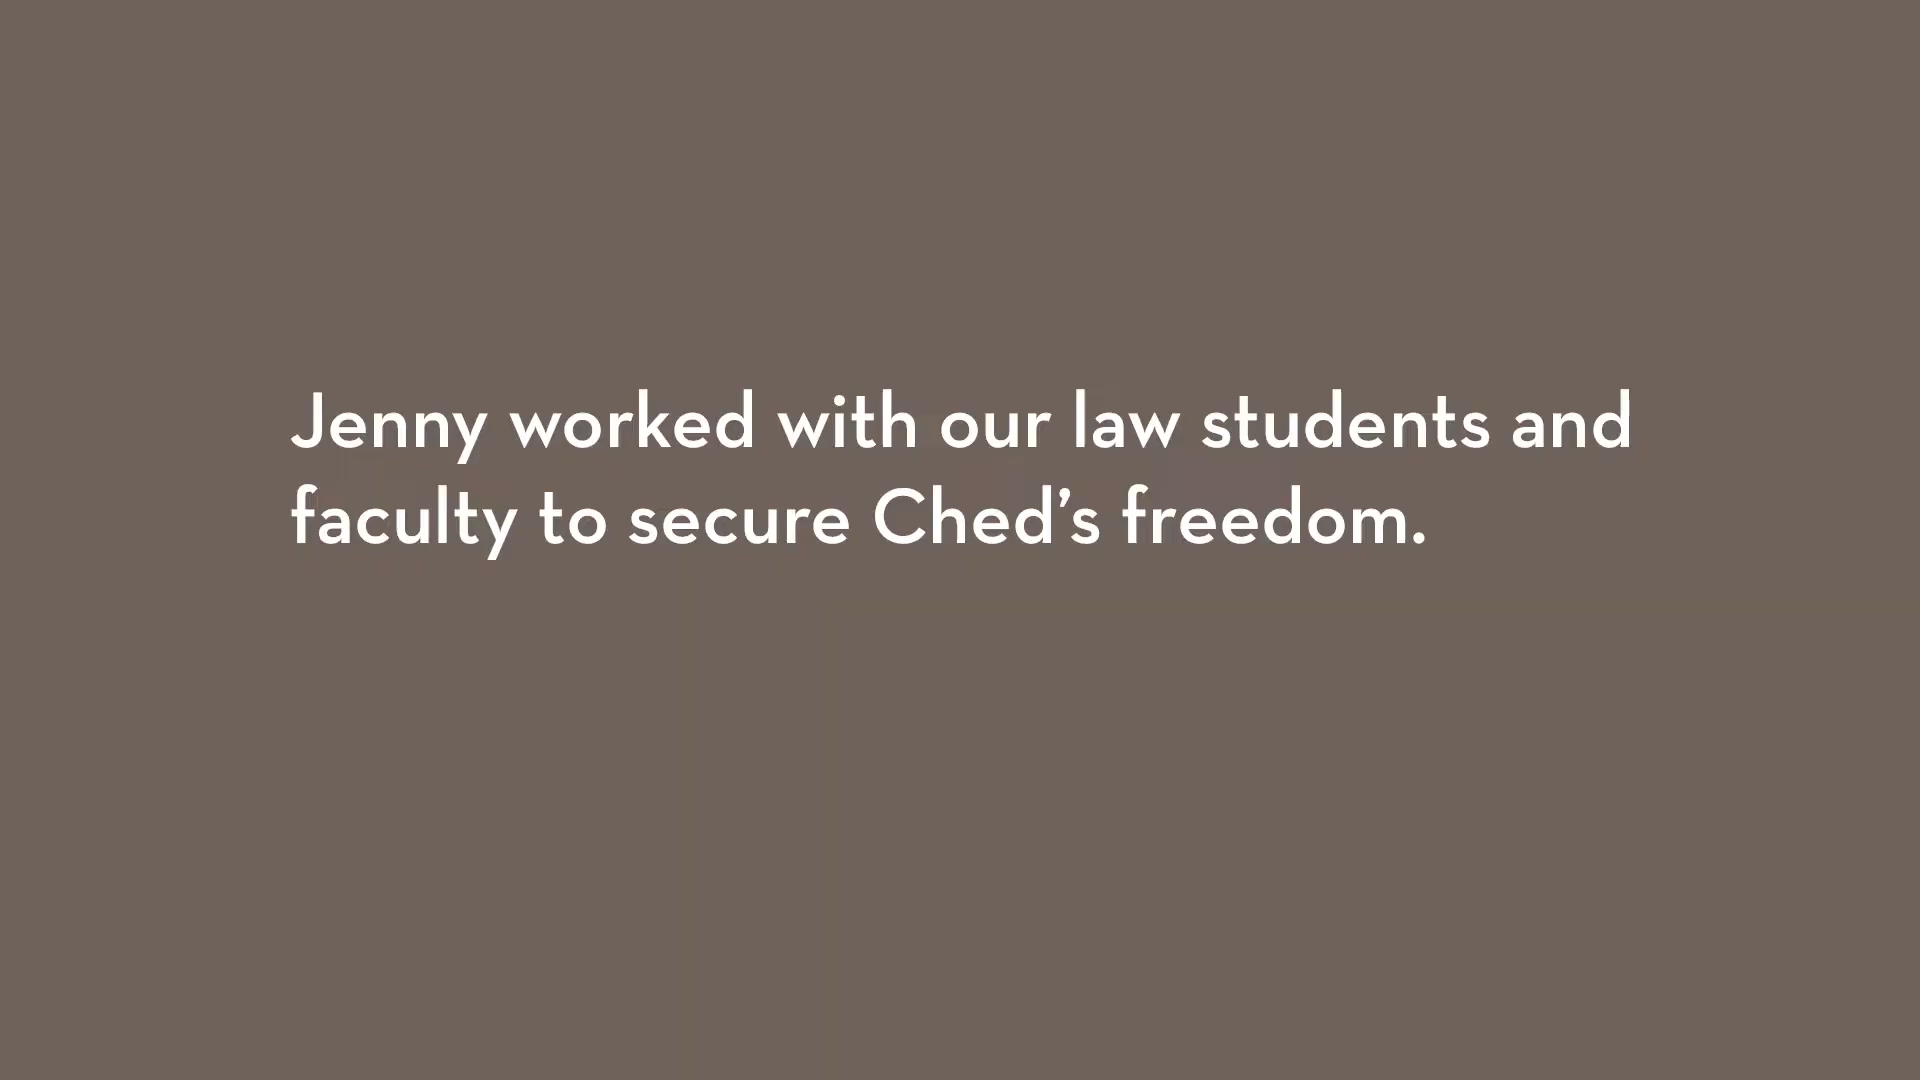 Jenny worked with our law students and
faculty to secure Ched’s freedom.